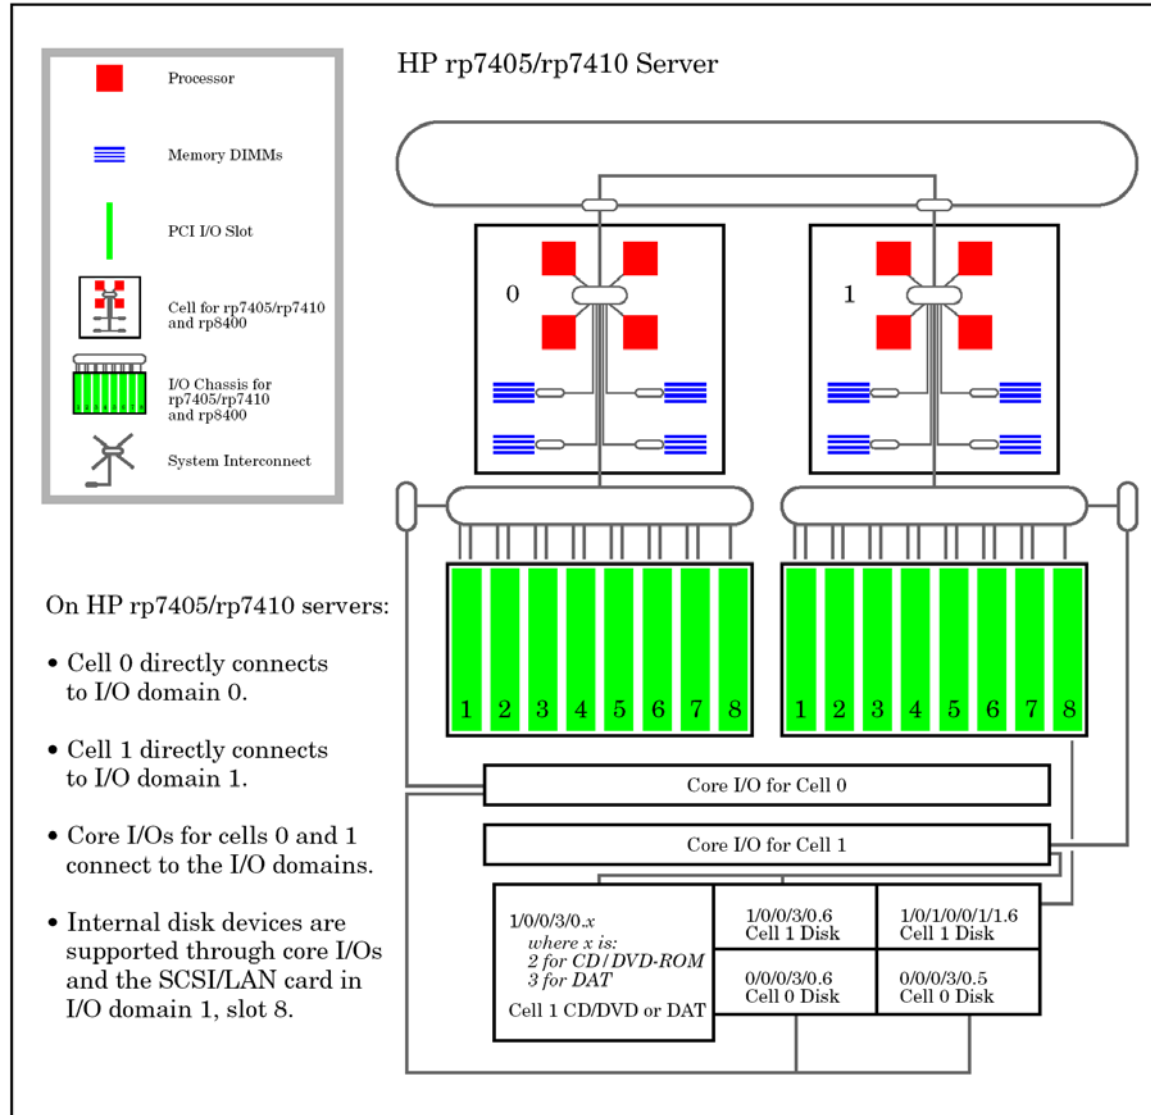 HP rp7405/rp7410 Server
Processor
Memory DIMMs
PCI I/O Slot
Cell for rp7405/rp7410
and rp8400
I/O Chassis for
rp7405/rp7410
and rp8400
System Interconnect
0
1
1 2 3 4 5 6 7 8
1 2 3 4 5 6 7 8
On HP rp7405/rp7410 servers:
• Cell 0 directly connects
to I/O domain 0.
• Cell 1 directly connects
to I/O domain 1.
• Core I/Os for cells 0 and 1
connect to the I/O domains.
• Internal disk devices are
supported through core I/Os
and the SCSI/LAN card in
I/O domain 1, slot 8.
Core I/O for Cell 0
Core I/O for Cell 1
1/0/0/3/0.x
where x is:
2 for CD/DVD-ROM
3 for DAT
Cell 1 CD/DVD or DAT
1/0/0/3/0.6
Cell 1 Disk
1/0/1/0/0/1/1.6
Cell 1 Disk
0/0/0/3/0.6
Cell 0 Disk
0/0/0/3/0.5
Cell 0 Disk